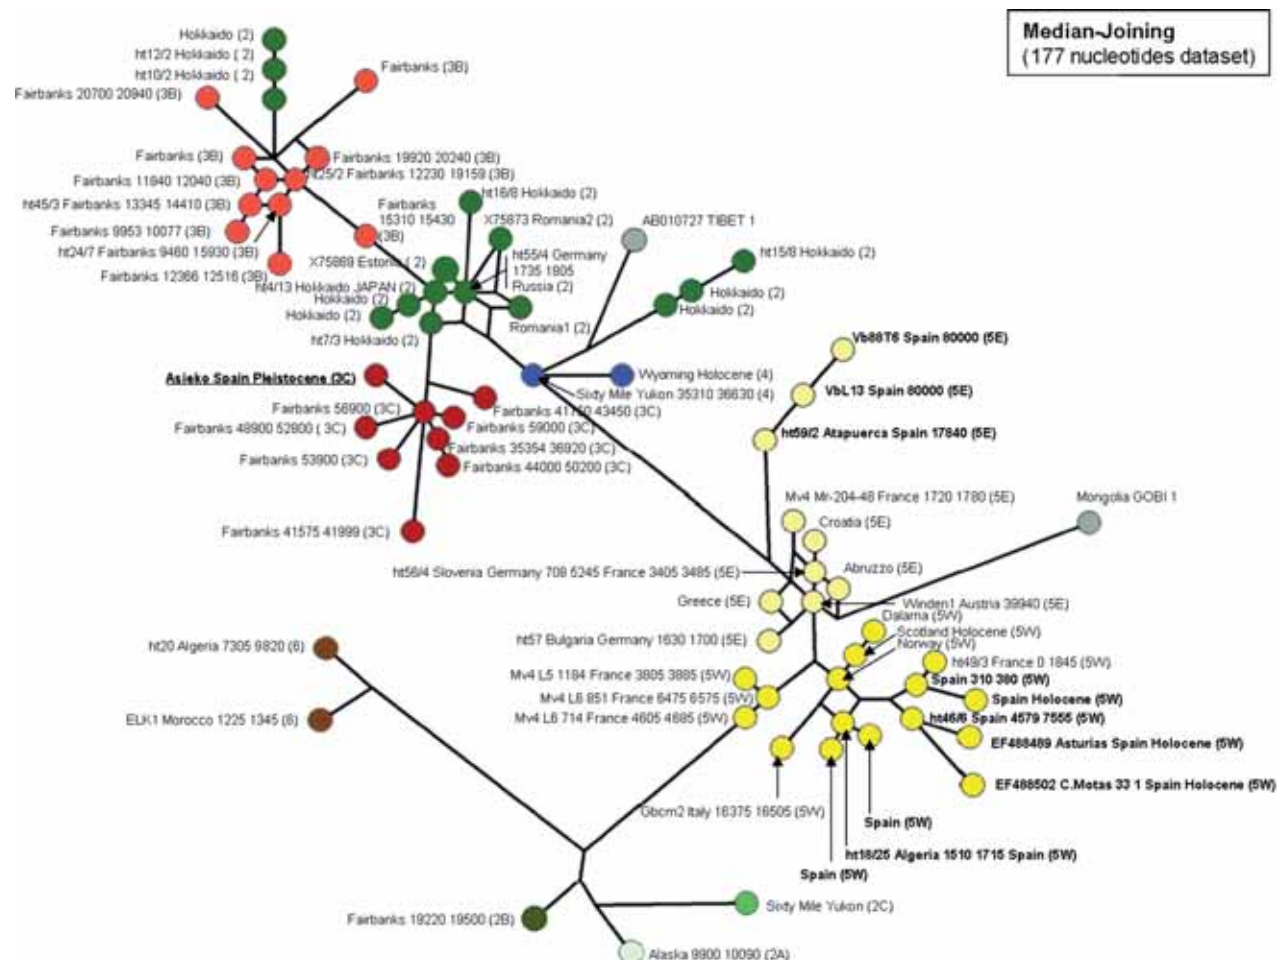 Median-Joining
(177 nucleotides dataset)
Hokkaido (2)
ht12/2 Hokkaido ( 2)
ht10/2 Hokkaido ( 2)
Fairbanks 20700 20940 (3B)
Fairbanks (3B)
Fairbanks (3B)
Fairbanks 19920 20240 (3B)
Fairbanks 11840 12040 (3B)
ht25/2 Fairbanks 12230 19159 (3B)
ht45/3 Fairbanks 13345 14410 (3B)
Fairbanks 9953 10077 (3B)
ht24/7 Fairbanks 9460 15930 (3B)
Fairbanks 12366 12516 (3B)
Fairbanks
15310 15430
(3B)
ht16/8 Hokkaido (2)
X75873 Romania2 (2)
AB010727 TIBET 1
ht55/4 Germany
1735 1805
Russia (2)
ht15/8 Hokkaido (2)
X75869 Estonia ( 2)
ht4/13 Hokkaido JAPAN (2)
Hokkaido (2)
Hokkaido (2)
Hokkaido (2)
Hokkaido (2)
Romania1 (2)
ht7/3 Hokkaido (2)
Vb88T6 Spain 80000 (5E)
Asieko Spain Pleistocene (3C)
Wyoming Holocene (4)
Sixty Mile Yukon 35310 36630 (4)
VbL13 Spain 80000 (5E)
Fairbanks 56900 (3C)
Fairbanks 41750 43450 (3C)
Fairbanks 48900 52800 ( 3C)
Fairbanks 59000 (3C)
ht59/2 Atapuerca Spain 17840 (5E)
Fairbanks 35354 36920 (3C)
Fairbanks 53900 (3C)
Fairbanks 44000 50200 (3C)
Mv4 Mr-204-48 France 1720 1780 (5E)
Mongolia GOBI 1
Croatia (5E)
Fairbanks 41575 41999 (3C)
ht56/4 Slovenia Germany 708 5245 France 3405 3485 (5E)
Abruzzo (5E)
Greece (5E)
Winden1 Austria 39940 (5E)
Dalarna (5W)
ht57 Bulgaria Germany 1630 1700 (5E)
Scotland Holocene (5W)
Norway (5W)
ht20 Algeria 7305 9820 (6)
ht49/3 France 0 1845 (5W)
Mv4 L5 1184 France 3805 3885 (5W)
Spain 310 380 (5W)
Mv4 L6 851 France 6475 6575 (5W)
Spain Holocene (5W)
Mv4 L6 714 France 4605 4685 (5W)
ht46/6 Spain 4579 7555 (5W)
ELK1 Morocco 1225 1345 (6)
EF488489 Asturias Spain Holocene (5W)
EF488502 C.Motas 33 1 Spain Holocene (5W)
Gbcm2 Italy 16375 16505 (5W)
Spain (5W)
ht18/25 Algeria 1510 1715 Spain (5W)
Spain (5W)
Sixty Mile Yukon (2C)
Fairbanks 19220 19500 (2B)
Alaska 9900 10090 (2A)